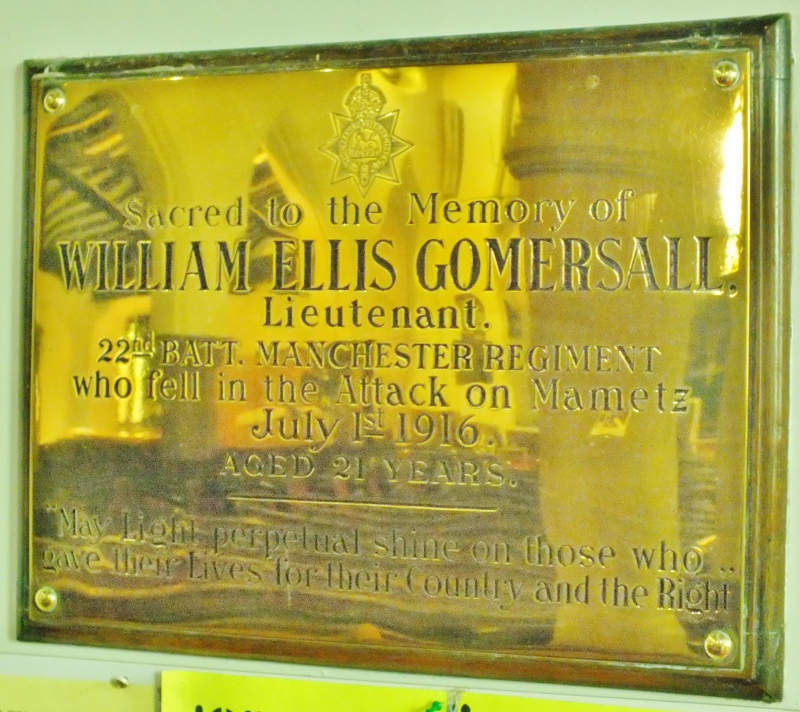 Sacred to the Memory of
WILLIAM ELLIS GOMERSALL,
Lieutenant.
22nd BATT. MANCHESTER REGIMENT
who fell in the Attack on Mametz
July 1st 1916.
AGED 21 YEARS.
"May Light perpetual shine on those who
gave their Lives for their Country and the Right"